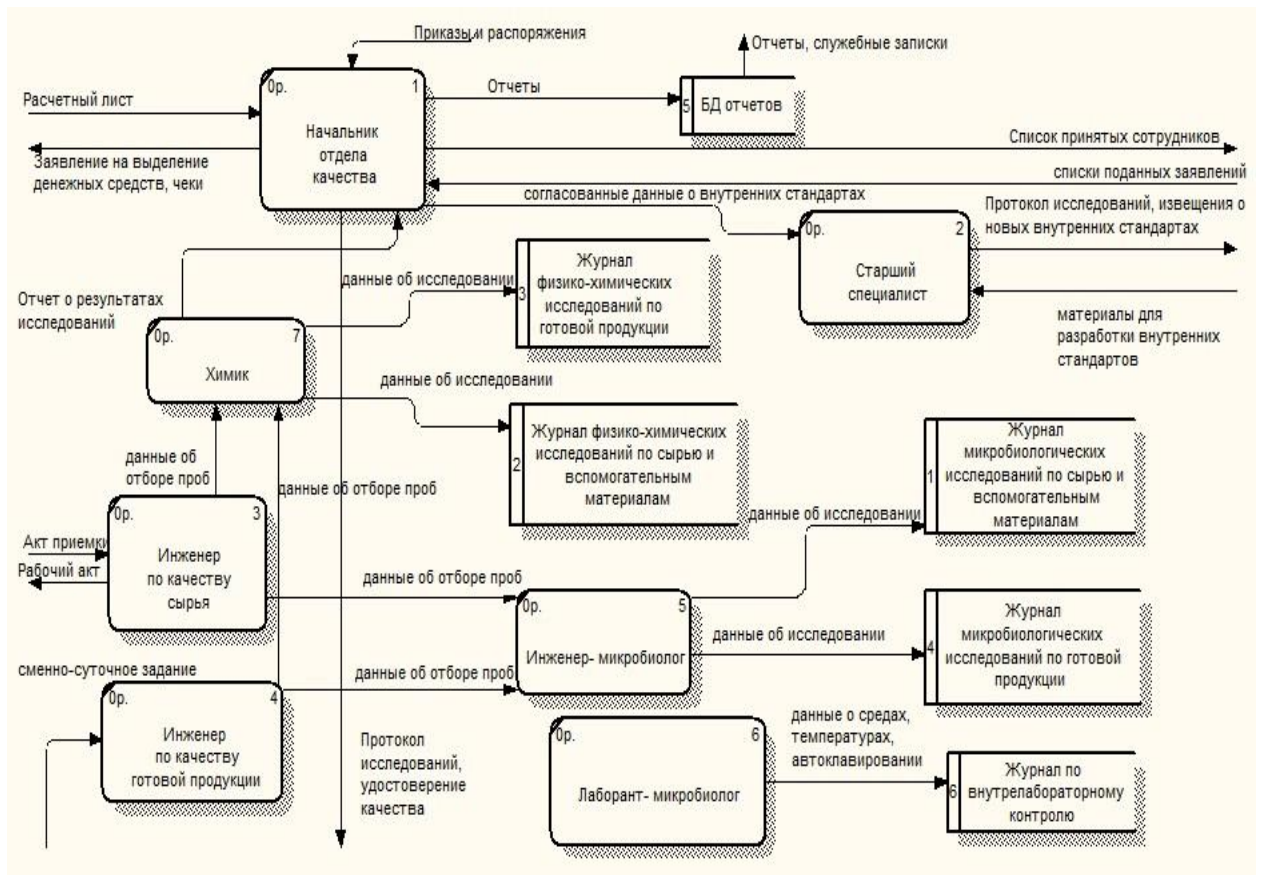 Приказы и распоряжения
Отчеты, служебные записки
0р.
1
Отчеты
Расчетный лист
5
БД отчетов
Начальник
отдела
качества
Список принятых сотрудников
Заявление на выделение
денежных средств, чеки
списки поданных заявлений
согласованные данные о внутренних стандартах
Протокол исследований, извещения о
новых внутренних стандартах
0р.
2
Старший
специалист
Журнал
физико-химических
исследований по
готовой продукции
3
данные об исследовании
Отчет о результатах
исследований
материалы для
разработки внутренних
стандартов
0р.
7
Химик
данные об исследовании
Журнал физико-химических
исследований по сырью и
вспомогательным
материалам
2
Журнал
микробиологических
исследований по сырью и
вспомогательным
материалам
1
данные об
отборе проб
данные об отборе проб
данные об исследовании
0р.
3
Акт приемки
Рабочий акт
Инженер
по качеству
сырья
данные об отборе проб
0р.
5
Инженер- микробиолог
данные об исследовании
Журнал
микробиологических
исследований по готовой
продукции
4
сменно-суточное задание
данные об отборе проб
0р.
4
Инженер
по качеству
готовой продукции
Протокол
исследований,
удостоверение
качества
0р.
6
Лаборант- микробиолог
данные о средах,
температурах,
автоклавировании
Журнал по
внутрелабораторному
контролю
6